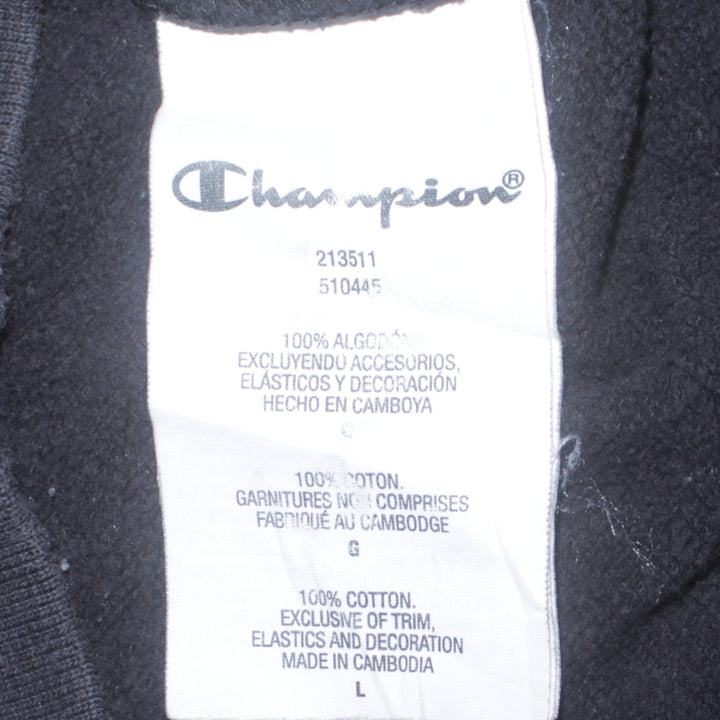 Champion®
213511
510445
100% ALGODÓN
EXCLUYENDO ACCESORIOS,
ELÁSTICOS Y DECORACIÓN
HECHO EN CAMBOYA
G
100% COTON.
GARNITURES NON COMPRISES
FABRIQUÉ AU CAMBODGE
G
100% COTTON.
EXCLUSIVE OF TRIM,
ELASTICS AND DECORATION
MADE IN CAMBODIA
L